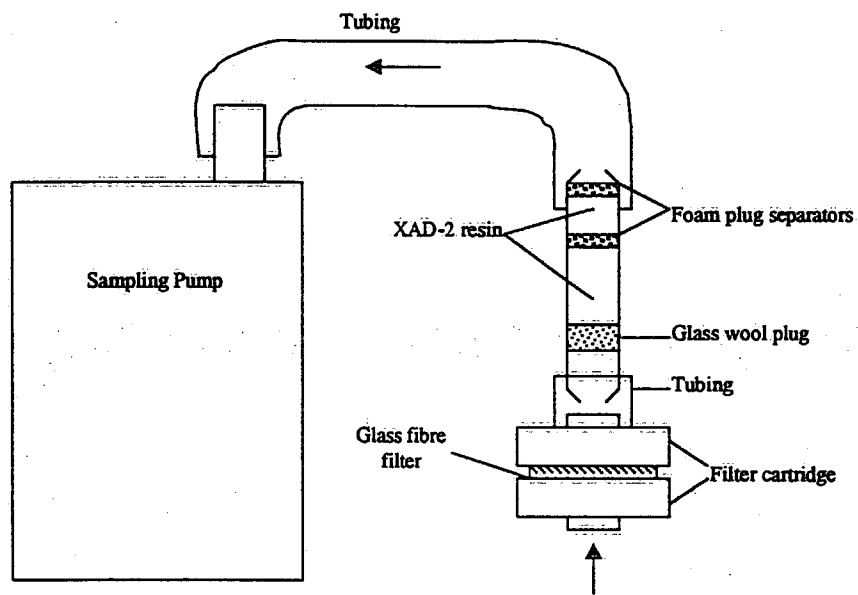 Tubing
Foam plug separators
XAD-2 resin
Sampling Pump
Glass wool plug
Tubing
Glass fibre
filter
Filter cartridge